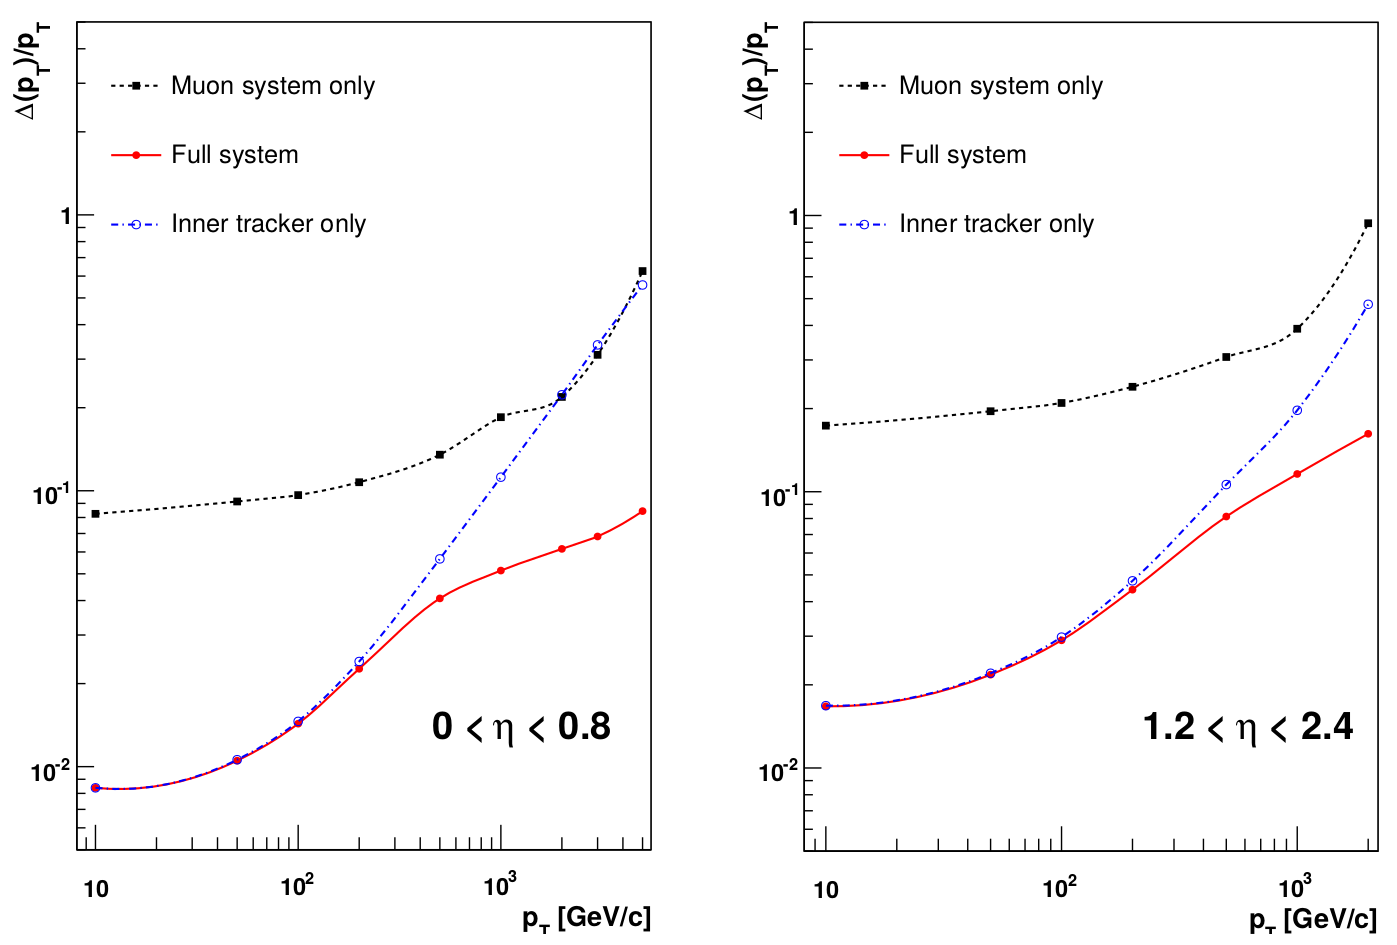 Δ(p_T)/p_T
Muon system only
Full system
Inner tracker only
1
10^-1
10^-2
0 < η < 0.8
10
10^2
10^3
p_T [GeV/c]
Δ(p_T)/p_T
Muon system only
Full system
Inner tracker only
1
10^-1
10^-2
1.2 < η < 2.4
10
10^2
10^3
p_T [GeV/c]